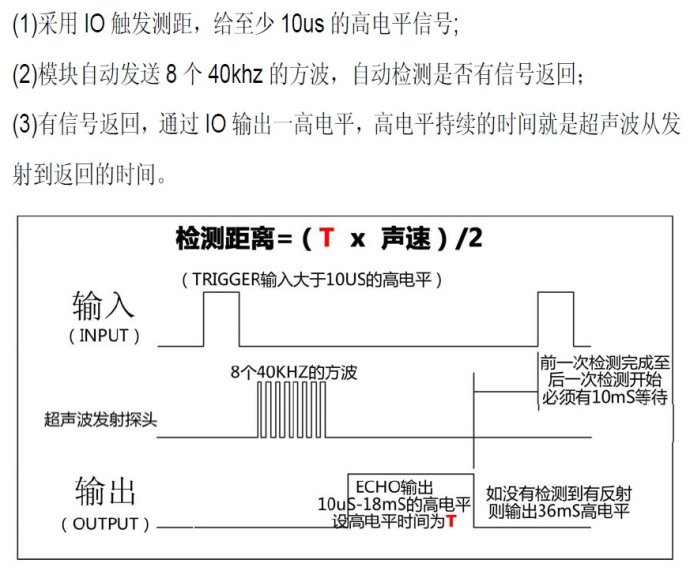 (1)采用 IO 触发测距，给至少 10us 的高电平信号;
(2)模块自动发送 8 个 40khz 的方波，自动检测是否有信号返回；
(3)有信号返回，通过 IO 输出一高电平，高电平持续的时间就是超声波从发
射到返回的时间。
检测距离=（T x 声速）/2
（TRIGGER输入大于10US的高电平）
输入
（INPUT）
前一次检测完成至
后一次检测开始
必须有10mS等待
8个40KHZ的方波
超声波发射探头
输出
（OUTPUT）
ECHO输出
10uS-18mS的高电平
设高电平时间为T
如没有检测到有反射
则输出36mS高电平